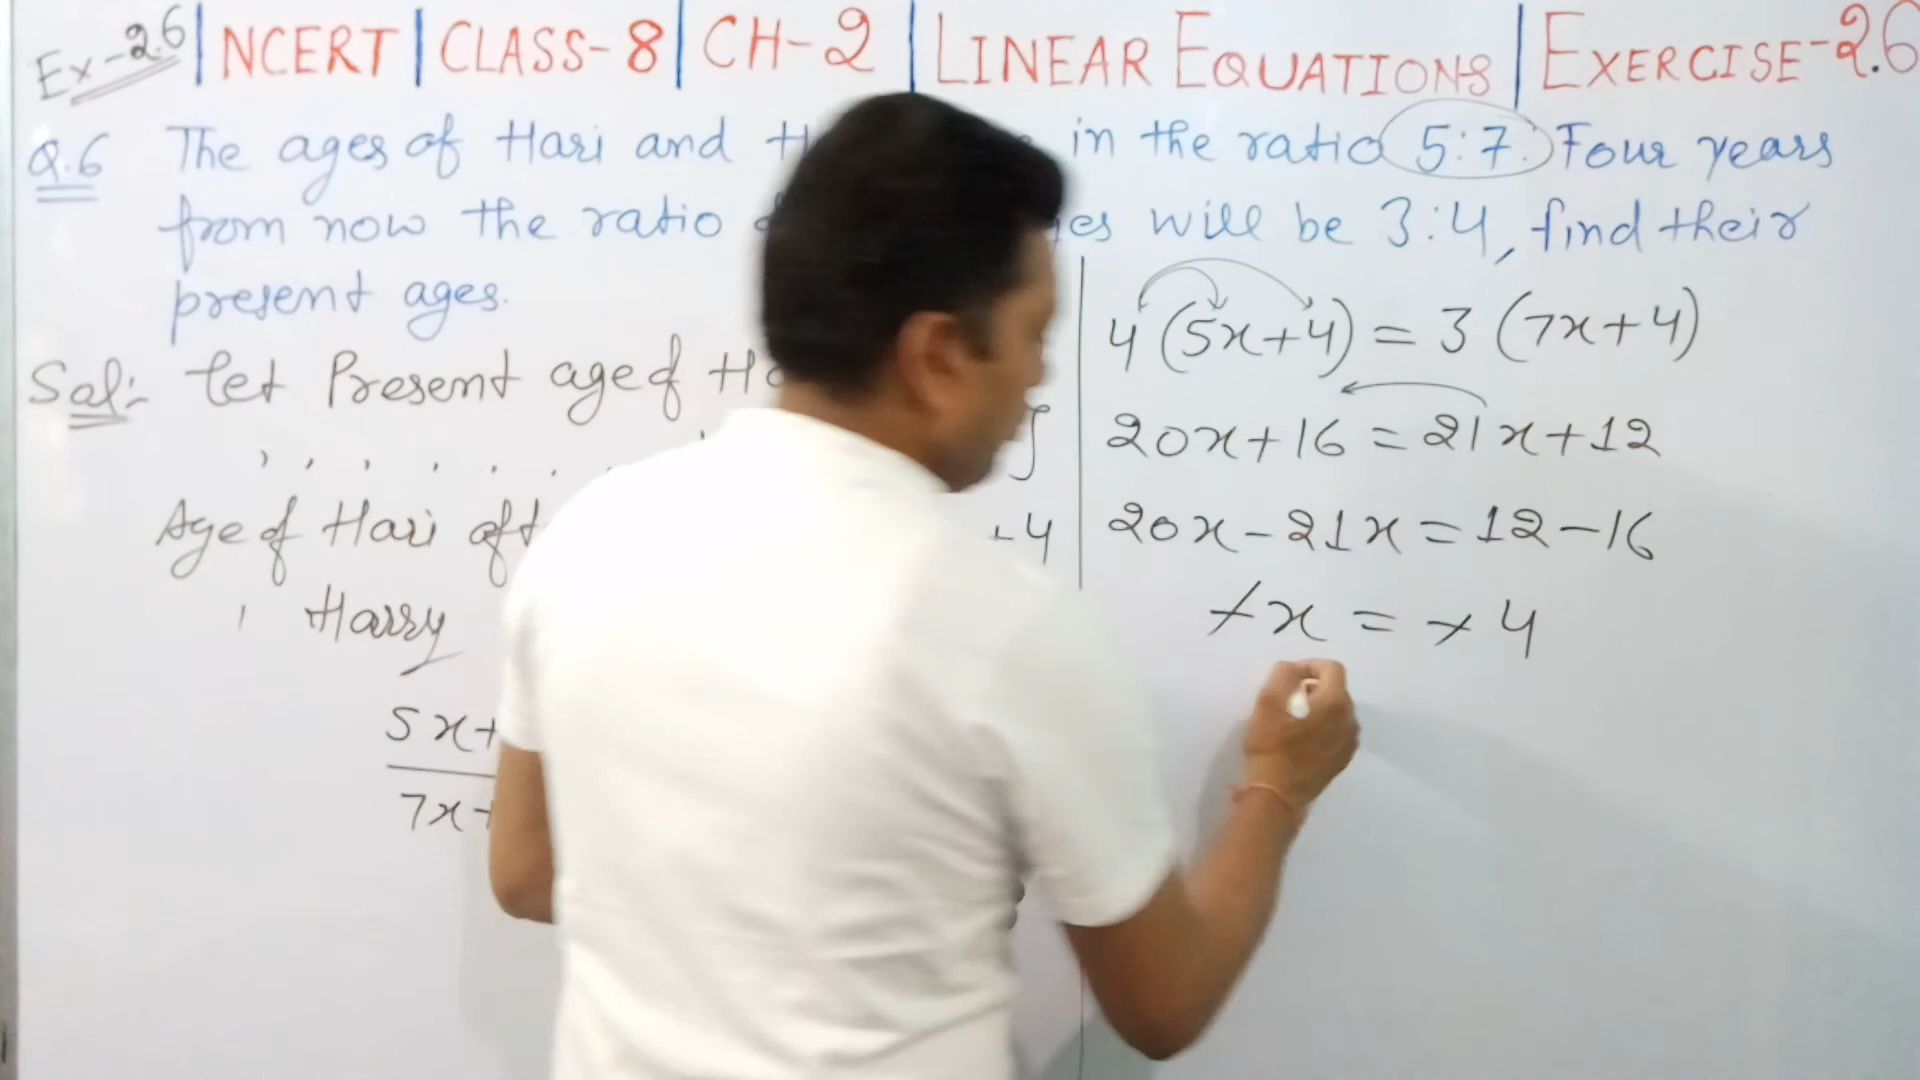 Ex-2.6 | NCERT | CLASS-8 | CH-2 | LINEAR EQUATIONS | EXERCISE-2.6
Q.6 The ages of Hari and in the ratio 5:7. Four years
from now the ratio will be 3:4, find their
present ages.
Sol:- let Present age of
Age of Hari
Harry
5x+
7x+
+4
4(5x+4) = 3(7x+4)
20x+16 = 21x+12
20x-21x = 12-16
-x = -4